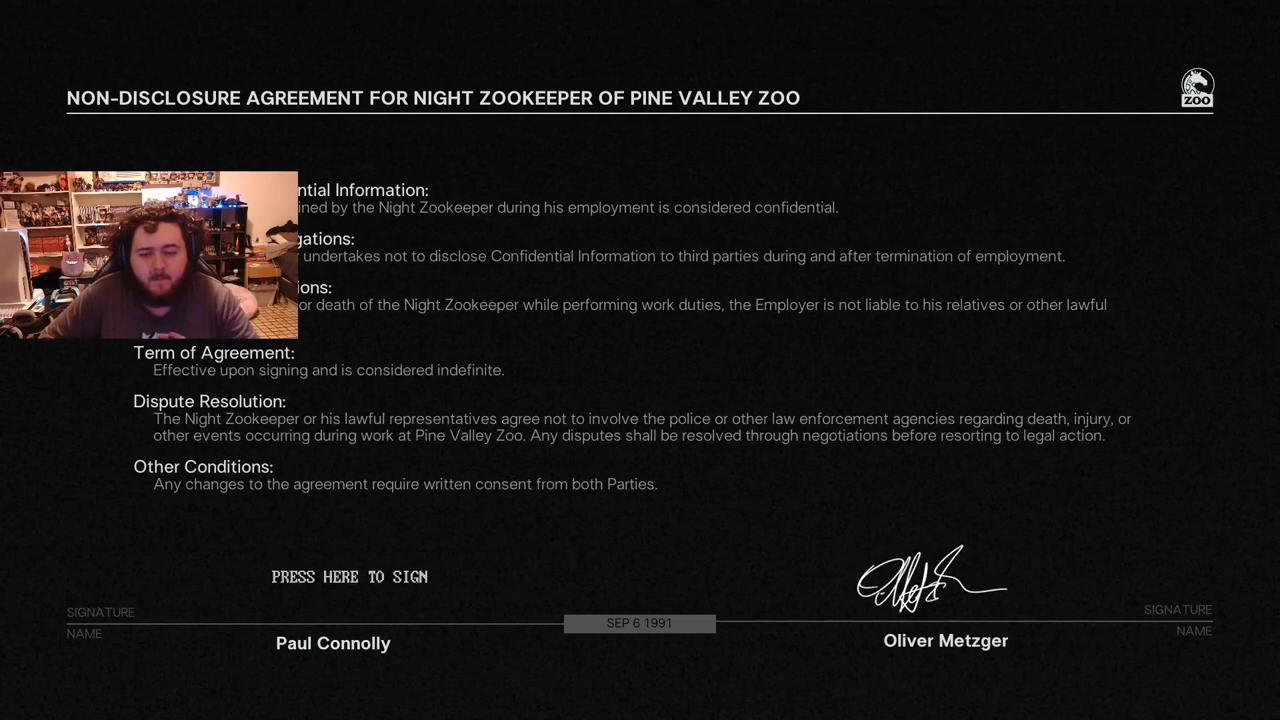 NON-DISCLOSURE AGREEMENT FOR NIGHT ZOOKEEPER OF PINE VALLEY ZOO
ZOO
ntial Information:
ined by the Night Zookeeper during his employment is considered confidential.
gations:
undertakes not to disclose Confidential Information to third parties during and after termination of employment.
ions:
or death of the Night Zookeeper while performing work duties, the Employer is not liable to his relatives or other lawful
Term of Agreement:
Effective upon signing and is considered indefinite.
Dispute Resolution:
The Night Zookeeper or his lawful representatives agree not to involve the police or other law enforcement agencies regarding death, injury, or
other events occurring during work at Pine Valley Zoo. Any disputes shall be resolved through negotiations before resorting to legal action.
Other Conditions:
Any changes to the agreement require written consent from both Parties.
PRESS HERE TO SIGN
SIGNATURE
SIGNATURE
NAME
SEP 6 1991
NAME
Paul Connolly
Oliver Metzger